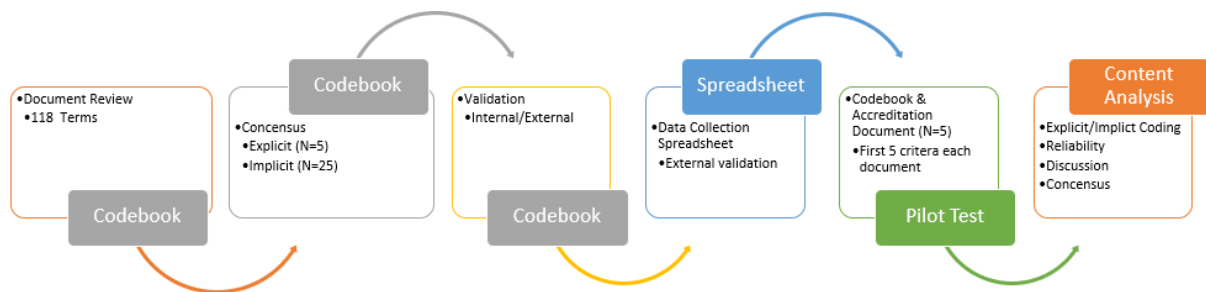 •Document Review
•118 Terms
Codebook
Codebook
•Concensus
•Explicit (N=5)
•Implicit (N=25)
•Validation
•Internal/External
Codebook
Spreadsheet
•Data Collection
Spreadsheet
•External validation
•Codebook &
Accreditation
Document (N=5)
•First 5 critera each
document
Pilot Test
Content
Analysis
•Explicit/Implict Coding
•Reliability
•Discussion
•Concensus